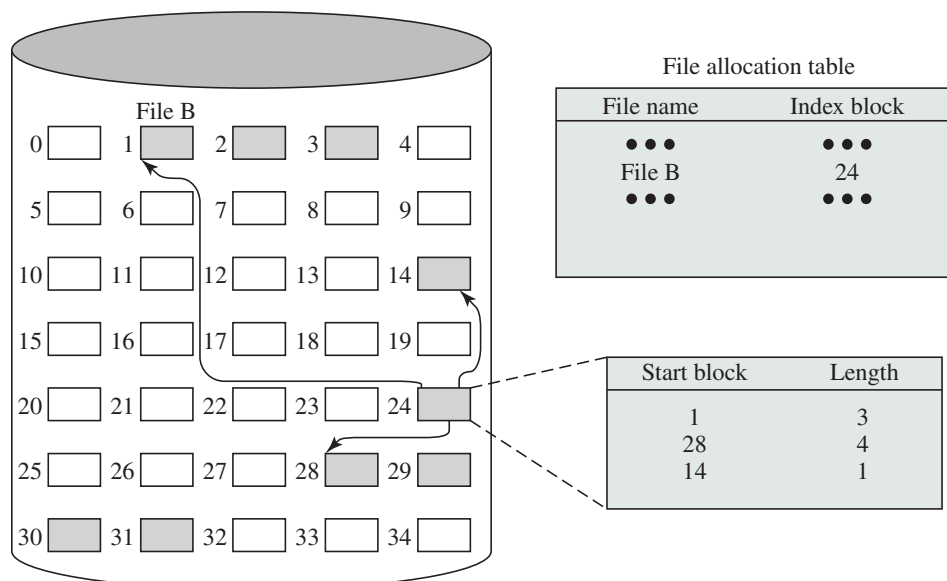 File B
0 1 2 3 4
5 6 7 8 9
10 11 12 13 14
15 16 17 18 19
20 21 22 23 24
25 26 27 28 29
30 31 32 33 34
File allocation table
File name Index block
••• •••
File B 24
••• •••
Start block Length
1 3
28 4
14 1